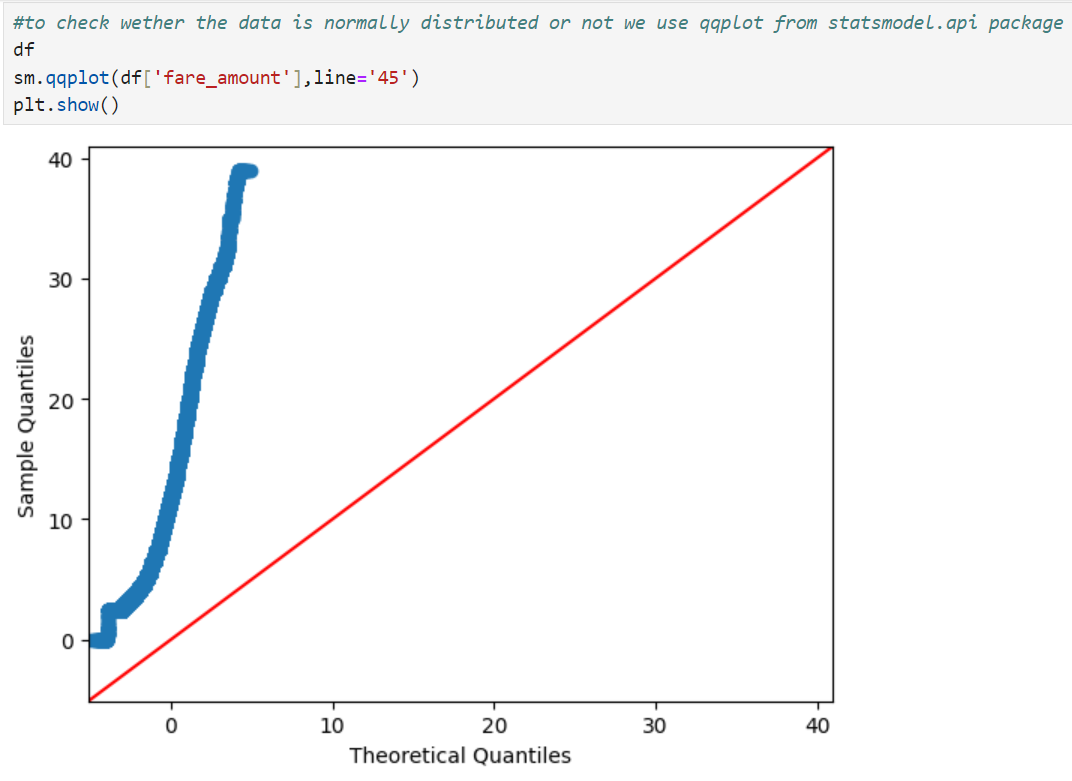 #to check wether the data is normally distributed or not we use qqplot from statsmodel.api package
df
sm.qqplot(df['fare_amount'],line='45')
plt.show()
40
30
20
10
0
Sample Quantiles
0 10 20 30 40
Theoretical Quantiles